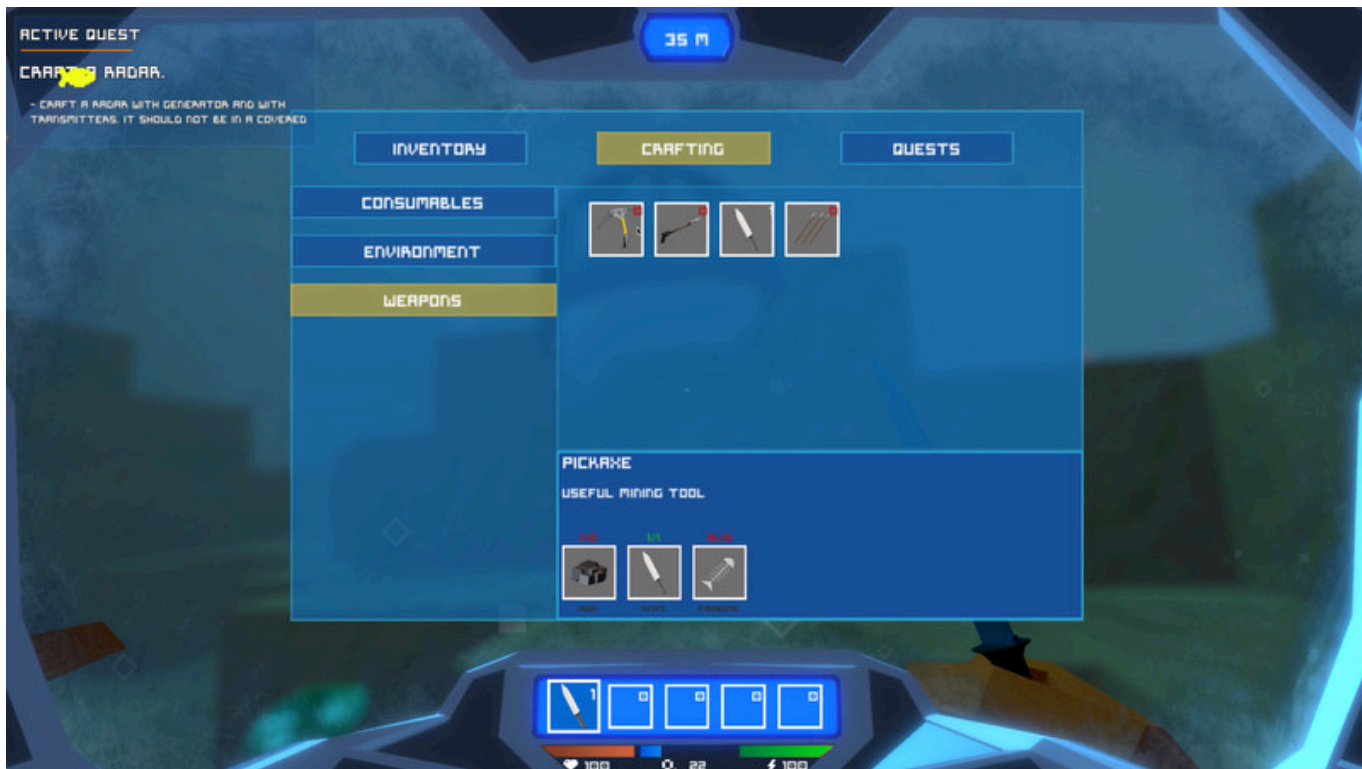 ACTIVE QUEST
35 M
RADAR.
- CRAFT A RADAR WITH GENERATOR AND WITH
TRANSMITTERS. IT SHOULD NOT BE IN A COVERED
INVENTORY
CRAFTING
QUESTS
CONSUMABLES
ENVIRONMENT
WEAPONS
PICKAXE
USEFUL MINING TOOL
1/1
1
100
22
100